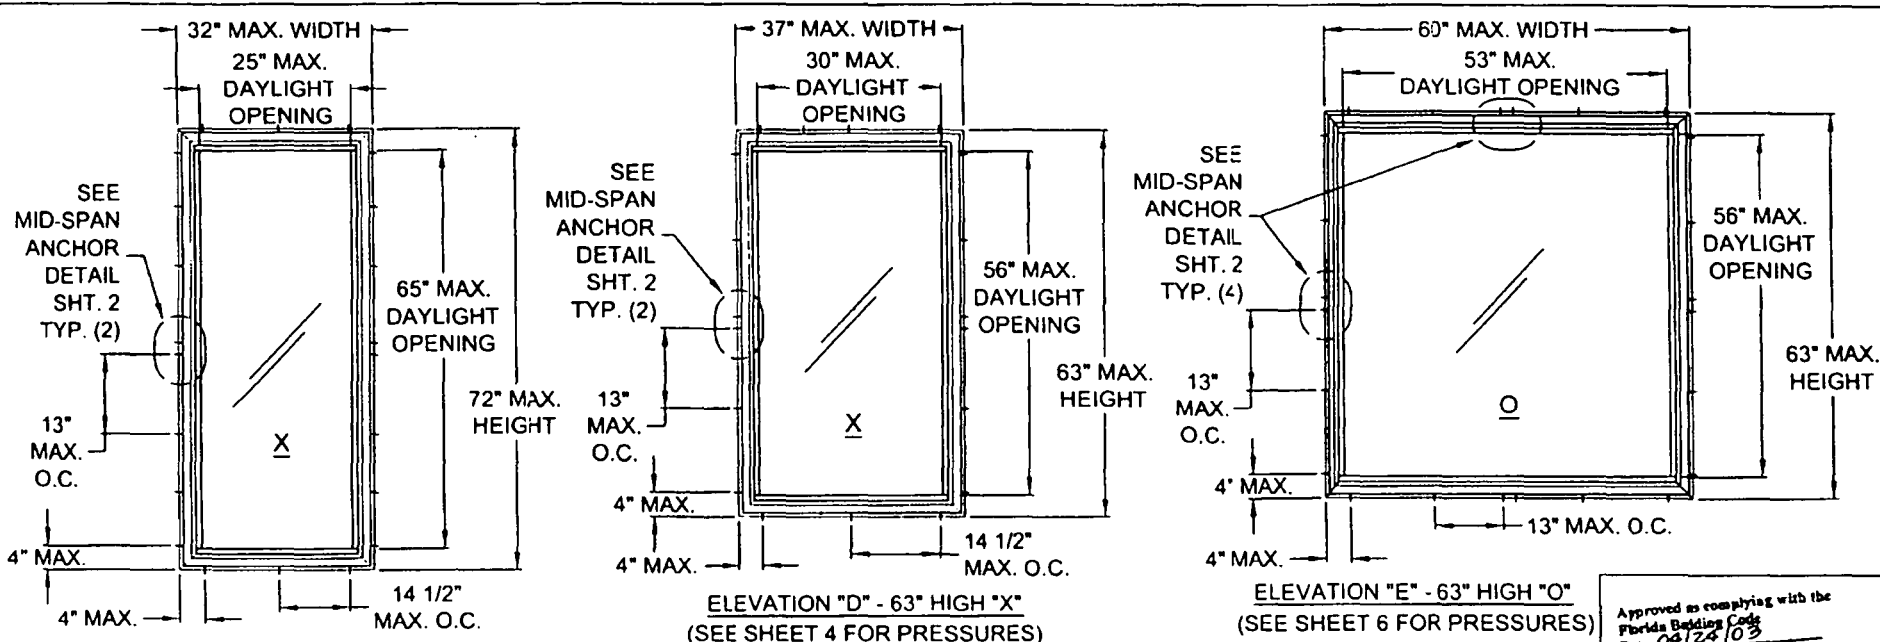 32" MAX. WIDTH
25" MAX.
DAYLIGHT
OPENING
SEE
MID-SPAN
ANCHOR
DETAIL
SHT. 2
TYP. (2)
65" MAX.
DAYLIGHT
OPENING
72" MAX.
HEIGHT
13"
MAX.
O.C.
X
4" MAX.
4" MAX.
14 1/2"
MAX. O.C.
37" MAX. WIDTH
30" MAX.
DAYLIGHT
OPENING
SEE
MID-SPAN
ANCHOR
DETAIL
SHT. 2
TYP. (2)
56" MAX.
DAYLIGHT
OPENING
63" MAX.
HEIGHT
13"
MAX.
O.C.
X
4" MAX.
4" MAX.
14 1/2"
MAX. O.C.
ELEVATION "D" - 63" HIGH "X"
(SEE SHEET 4 FOR PRESSURES)
60" MAX. WIDTH
53" MAX.
DAYLIGHT OPENING
SEE
MID-SPAN
ANCHOR
DETAIL
SHT. 2
TYP. (4)
56" MAX.
DAYLIGHT
OPENING
63" MAX.
HEIGHT
13"
MAX.
O.C.
O
4" MAX.
4" MAX.
13" MAX. O.C.
ELEVATION "E" - 63" HIGH "O"
(SEE SHEET 6 FOR PRESSURES)
Approved as complying with the
Florida Building Code
04/24/03